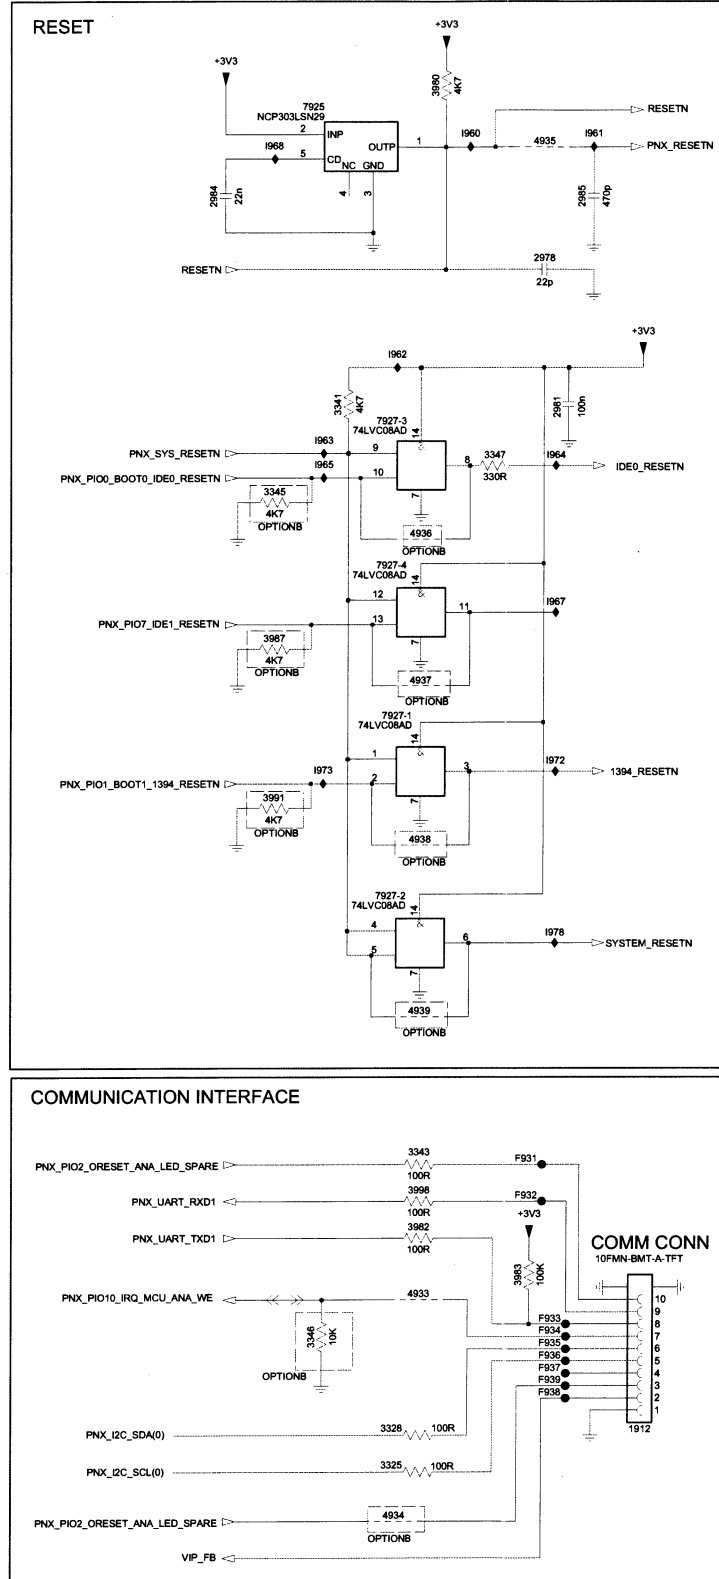 RESET
+3V3
+3V3
3980
4K7
7925
NCP303LSN29
2
INP
OUTP
1
5
CD
NC
GND
4
3
I968
2984
22n
I960
4935
I961
RESETN
PNX_RESETN
2985
470p
RESETN
2978
22p
+3V3
I962
3341
4K7
2981
100n
7927-3
74LVC08AD
14
&
PNX_SYS_RESETN
I963
9
8
3347
330R
I964
IDE0_RESETN
PNX_PIO0_BOOT0_IDE0_RESETN
I965
10
7
3345
4K7
OPTIONB
4936
OPTIONB
7927-4
74LVC08AD
14
&
12
11
I967
PNX_PIO7_IDE1_RESETN
13
7
3987
4K7
OPTIONB
4937
OPTIONB
7927-1
74LVC08AD
14
&
1
3
I972
1394_RESETN
PNX_PIO1_BOOT1_1394_RESETN
I973
2
7
3991
4K7
OPTIONB
4938
OPTIONB
7927-2
74LVC08AD
14
&
4
6
I978
SYSTEM_RESETN
5
7
4939
OPTIONB
COMMUNICATION INTERFACE
PNX_PIO2_ORESET_ANA_LED_SPARE
3343
100R
F931
PNX_UART_RXD1
3998
100R
F932
PNX_UART_TXD1
3982
100R
+3V3
3983
100K
COMM CONN
10FMN-BMT-A-TFT
PNX_PIO10_IRQ_MCU_ANA_WE
4933
3346
10K
OPTIONB
10
9
F933
8
F934
7
F935
6
F936
5
F937
4
F939
3
F938
2
1
1912
PNX_I2C_SDA(0)
3328
100R
PNX_I2C_SCL(0)
3325
100R
PNX_PIO2_ORESET_ANA_LED_SPARE
4934
OPTIONB
VIP_FB